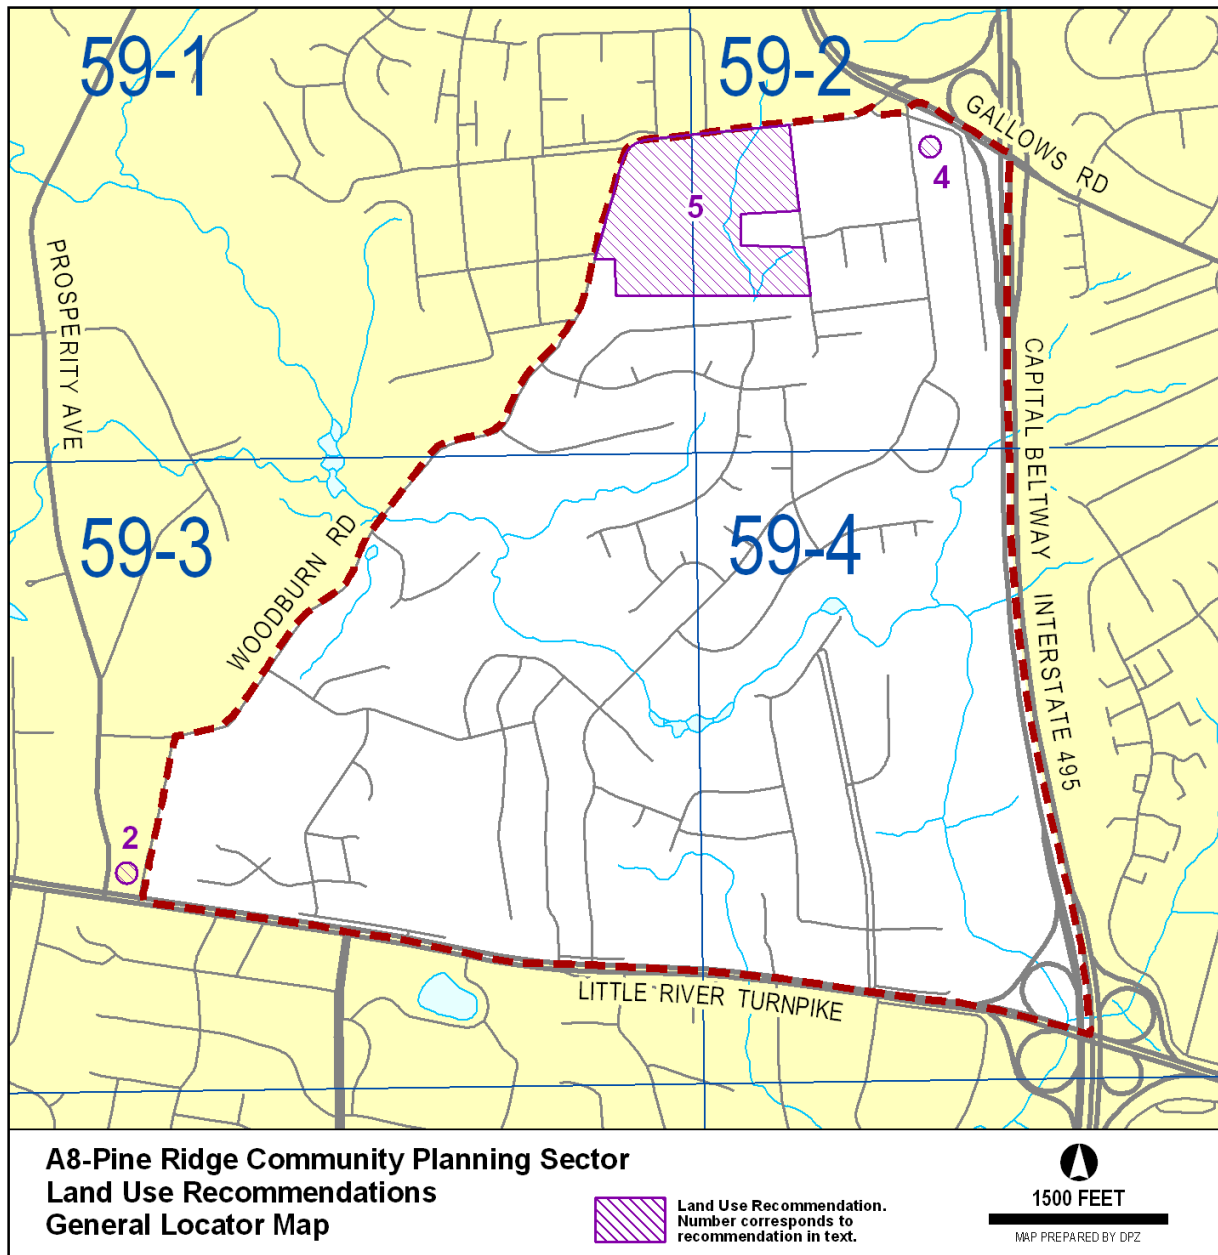 59-1
59-2
GALLOWS RD
4
5
PROSPERITY AVE
CAPITAL BELTWAY INTERSTATE 495
59-3
59-4
WOODBURN RD
2
LITTLE RIVER TURNPIKE
A8-Pine Ridge Community Planning Sector
Land Use Recommendations
General Locator Map
Land Use Recommendation.
Number corresponds to
recommendation in text.
1500 FEET
MAP PREPARED BY DPZ